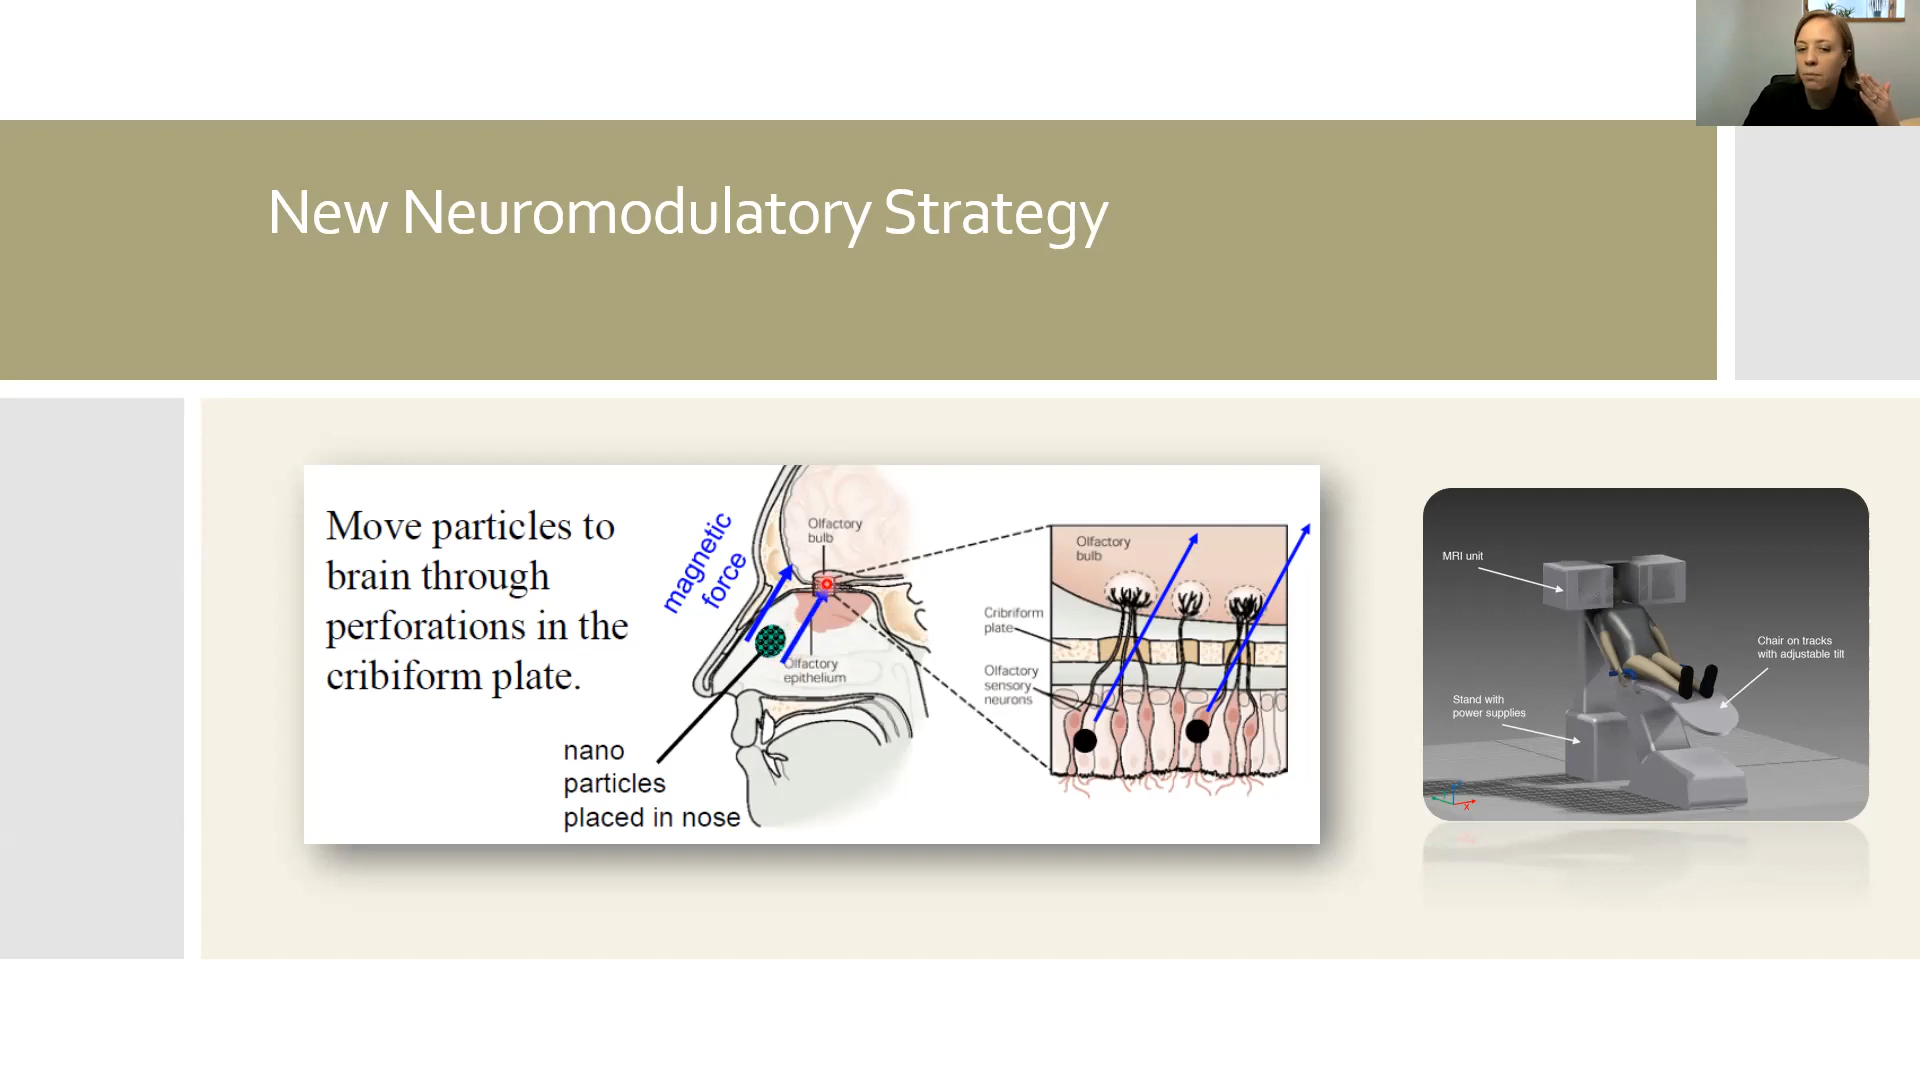 New Neuromodulatory Strategy
Move particles to
brain through
perforations in the
cribiform plate.
magnetic
force
Olfactory
bulb
Olfactory
epithelium
nano
particles
placed in nose
Olfactory
bulb
Cribriform
plate
Olfactory
sensory
neurons
MRI unit
Chair on tracks
with adjustable tilt
Stand with
power supplies
X